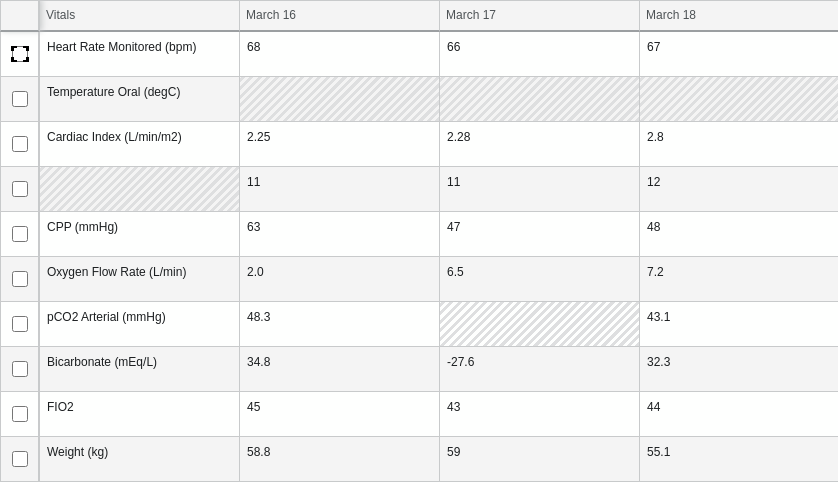 Vitals March 16 March 17 March 18
Heart Rate Monitored (bpm) 68 66 67
Temperature Oral (degC)
Cardiac Index (L/min/m2) 2.25 2.28 2.8
11 11 12
CPP (mmHg) 63 47 48
Oxygen Flow Rate (L/min) 2.0 6.5 7.2
pCO2 Arterial (mmHg) 48.3 43.1
Bicarbonate (mEq/L) 34.8 -27.6 32.3
FIO2 45 43 44
Weight (kg) 58.8 59 55.1